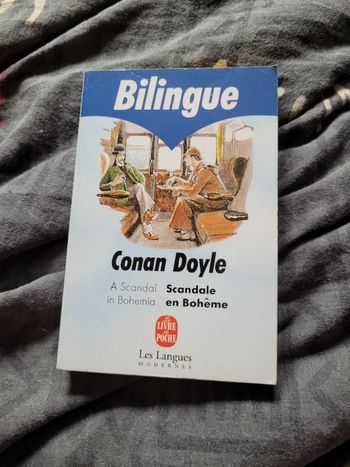 Bilingue
Conan Doyle
A Scandal Scandale
in Bohemia en Bohême
Le
LIVRE
de
POCHE
Les Langues
MODERNES